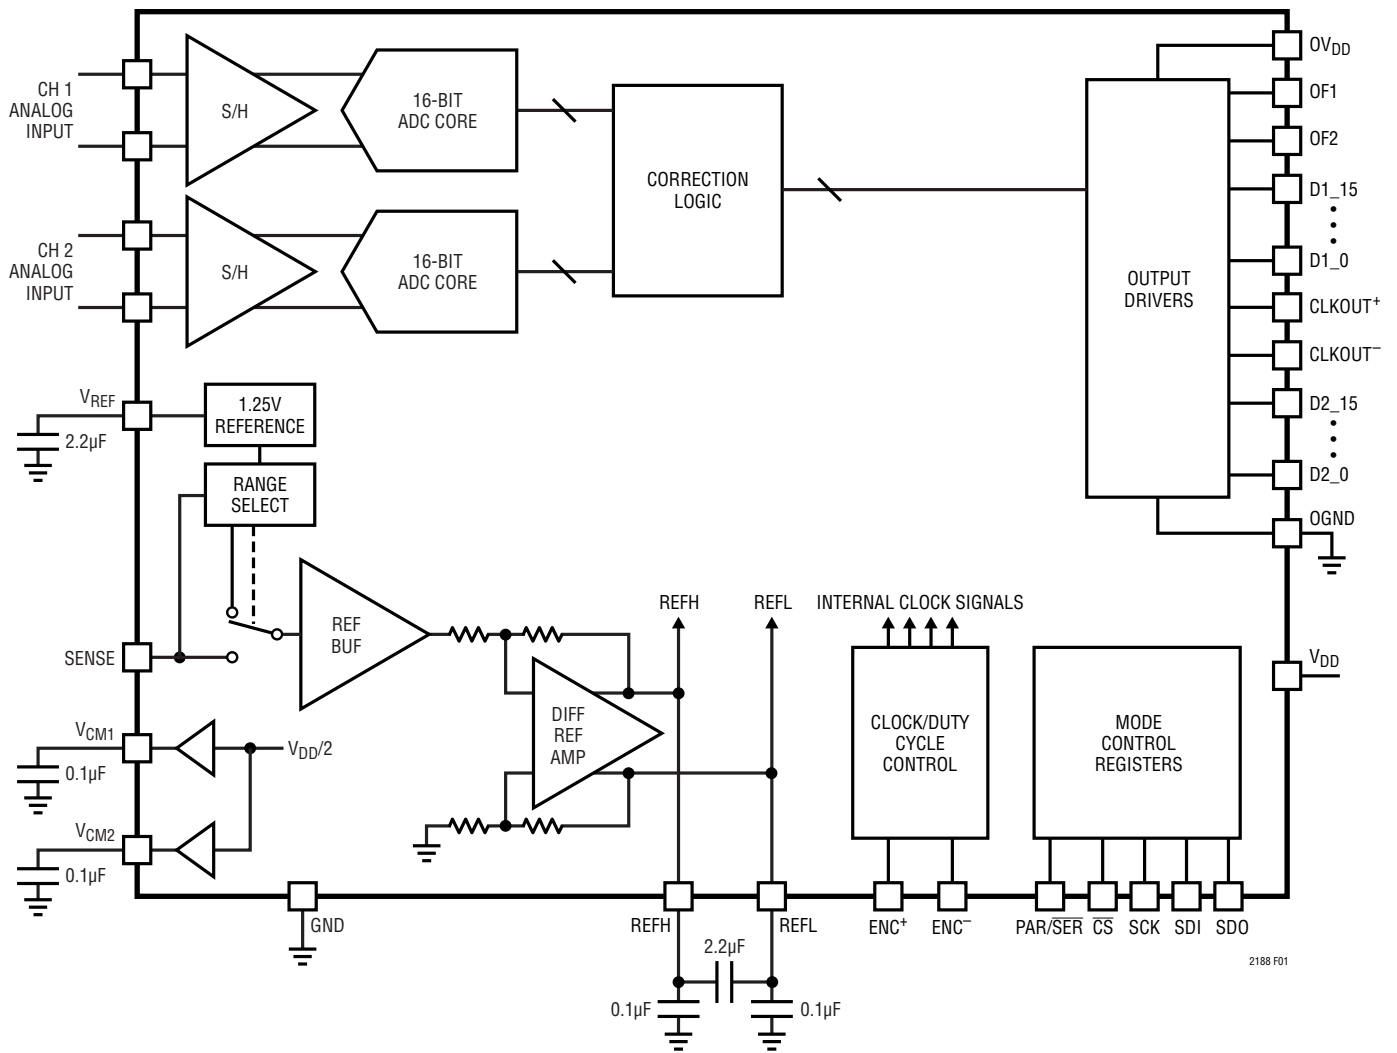 CH 1
ANALOG
INPUT
S/H
16-BIT
ADC CORE
CORRECTION
LOGIC
CH 2
ANALOG
INPUT
S/H
16-BIT
ADC CORE
OUTPUT
DRIVERS
OVDD
OF1
OF2
D1_15
D1_0
CLKOUT+
CLKOUT–
D2_15
D2_0
OGND
VDD
VREF
2.2µF
1.25V
REFERENCE
RANGE
SELECT
SENSE
REF
BUF
DIFF
REF
AMP
REFH
REFL
INTERNAL CLOCK SIGNALS
CLOCK/DUTY
CYCLE
CONTROL
MODE
CONTROL
REGISTERS
VCM1
0.1µF
VDD/2
VCM2
0.1µF
GND
REFH
REFL
2.2µF
0.1µF
0.1µF
ENC+
ENC–
PAR/SER
CS
SCK
SDI
SDO
2188 F01